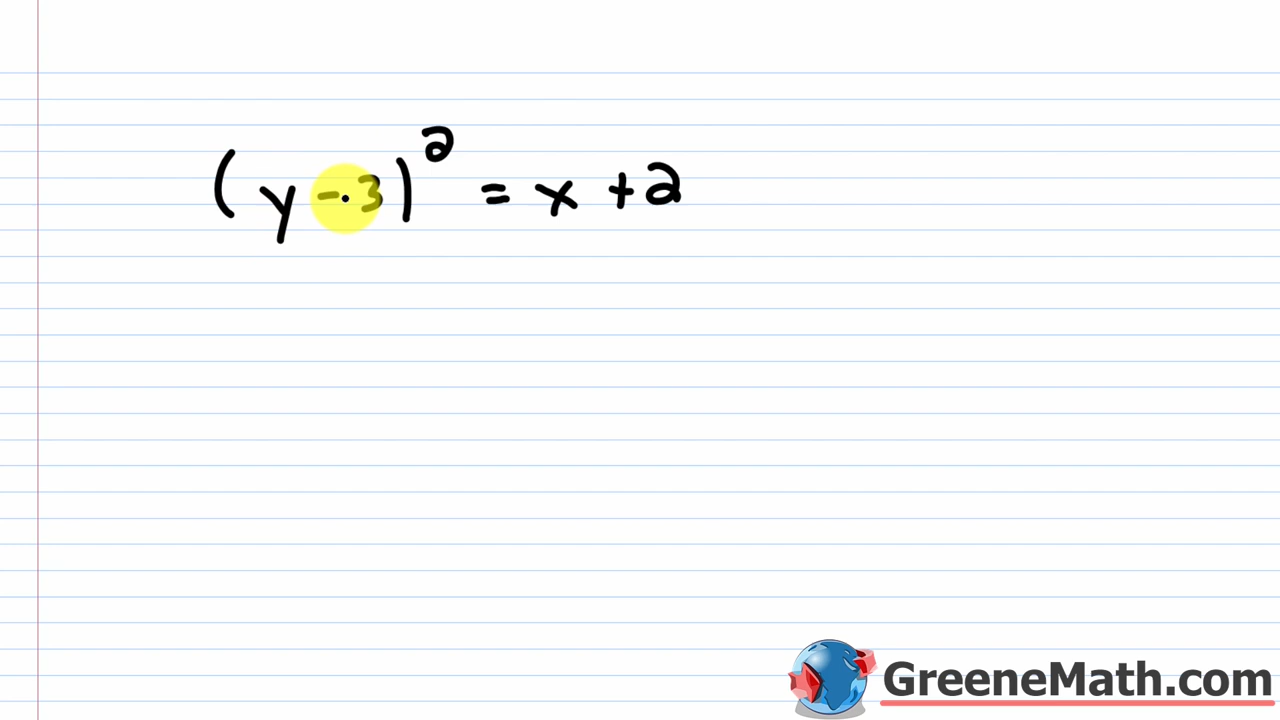 (y - 3)² = x + 2
GreeneMath.com